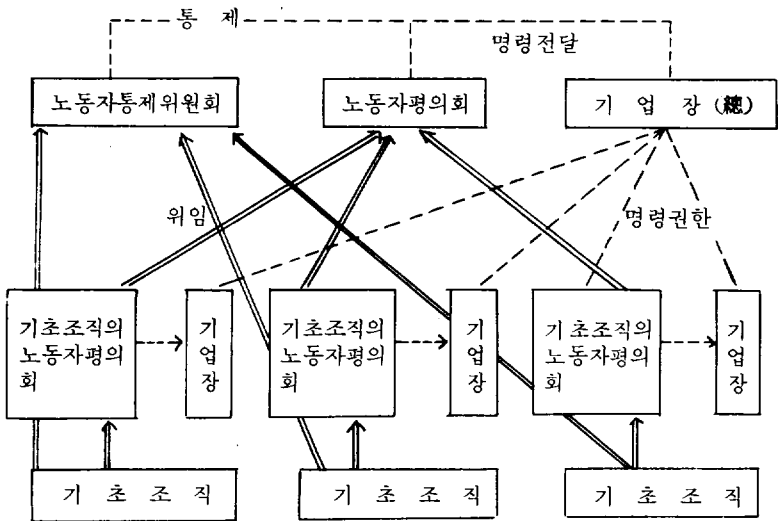 통 제
명령전달
노동자통제위원회
노동자평의회
기 업 장 (總)
위임
명령권한
기초조직의
노동자평의
회
기
업
장
기초조직의
노동자평의
회
기
업
장
기초조직의
노동자평의
회
기
업
장
기 초 조 직
기 초 조 직
기 초 조 직